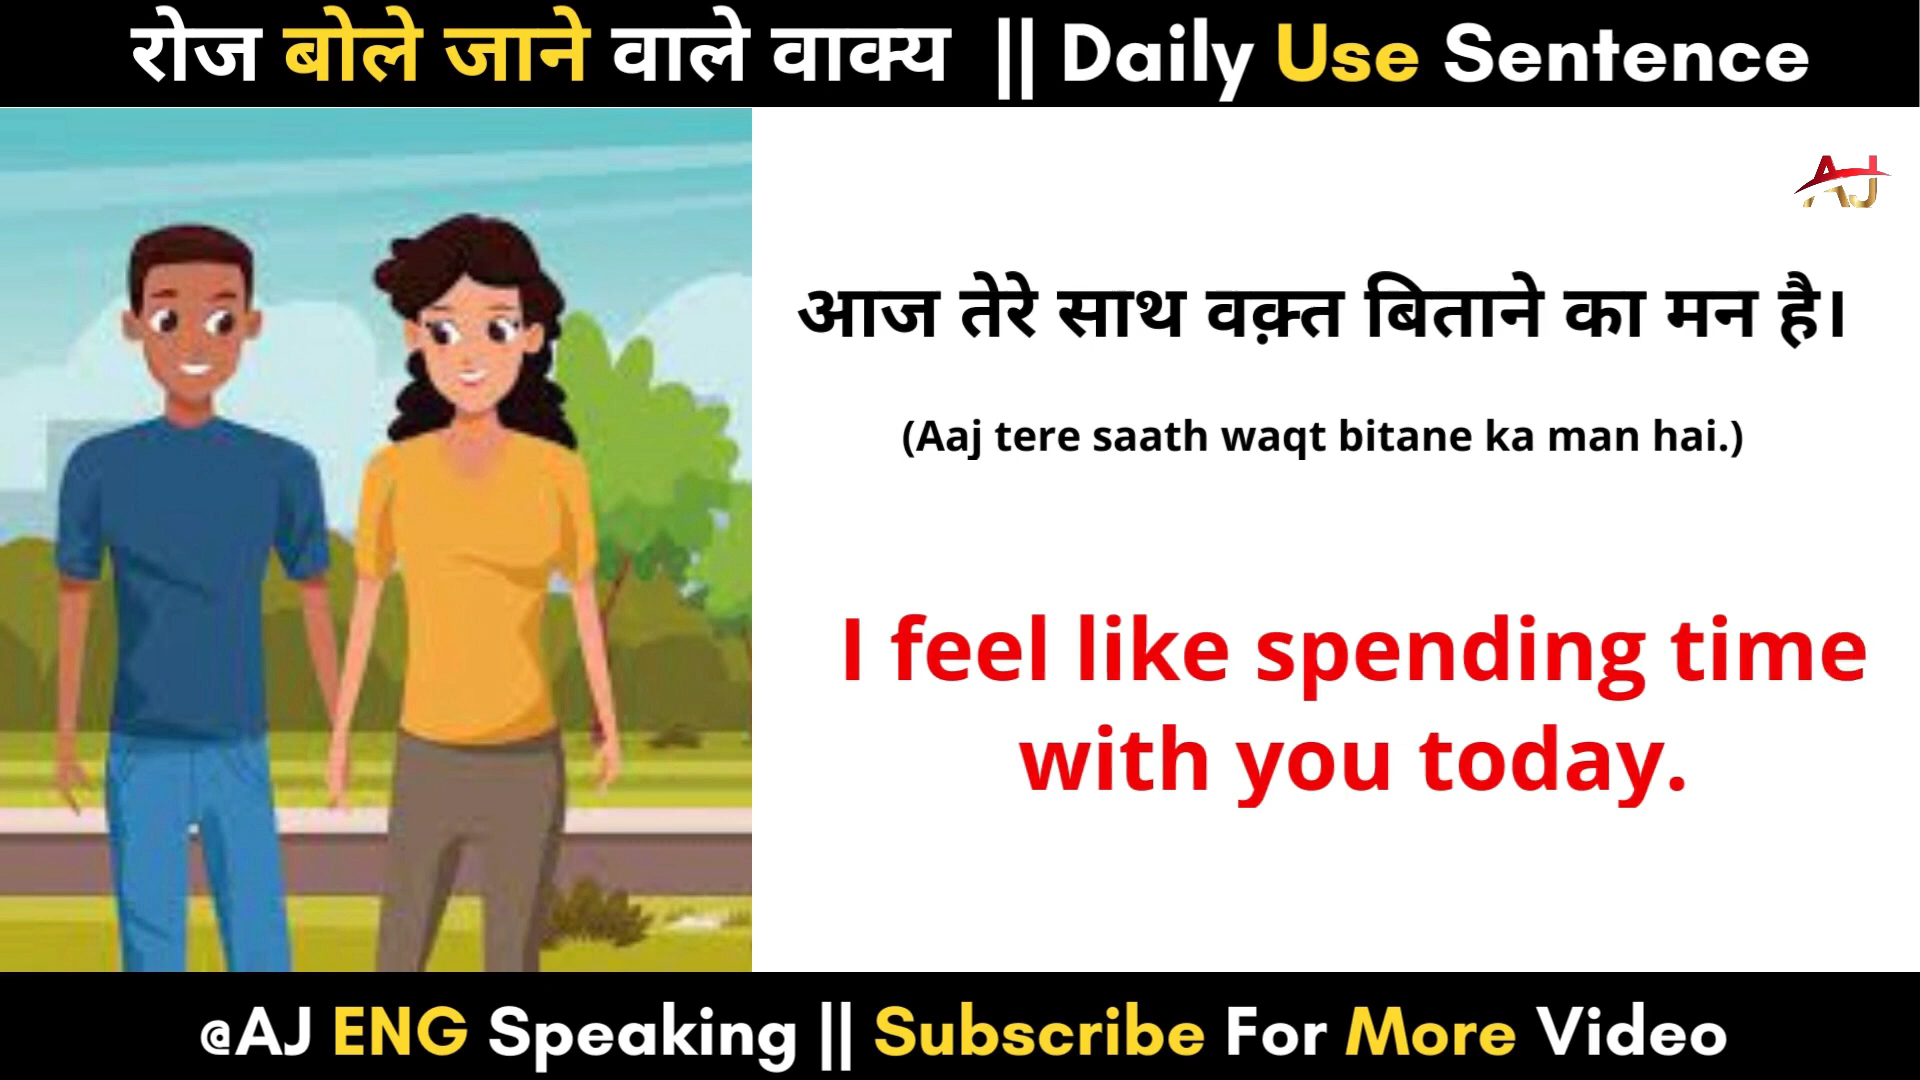 रोज बोले जाने वाले वाक्य || Daily Use Sentence
AJ
आज तेरे साथ वक़्त बिताने का मन है।
(Aaj tere saath waqt bitane ka man hai.)
I feel like spending time
with you today.
@AJ ENG Speaking || Subscribe For More Video